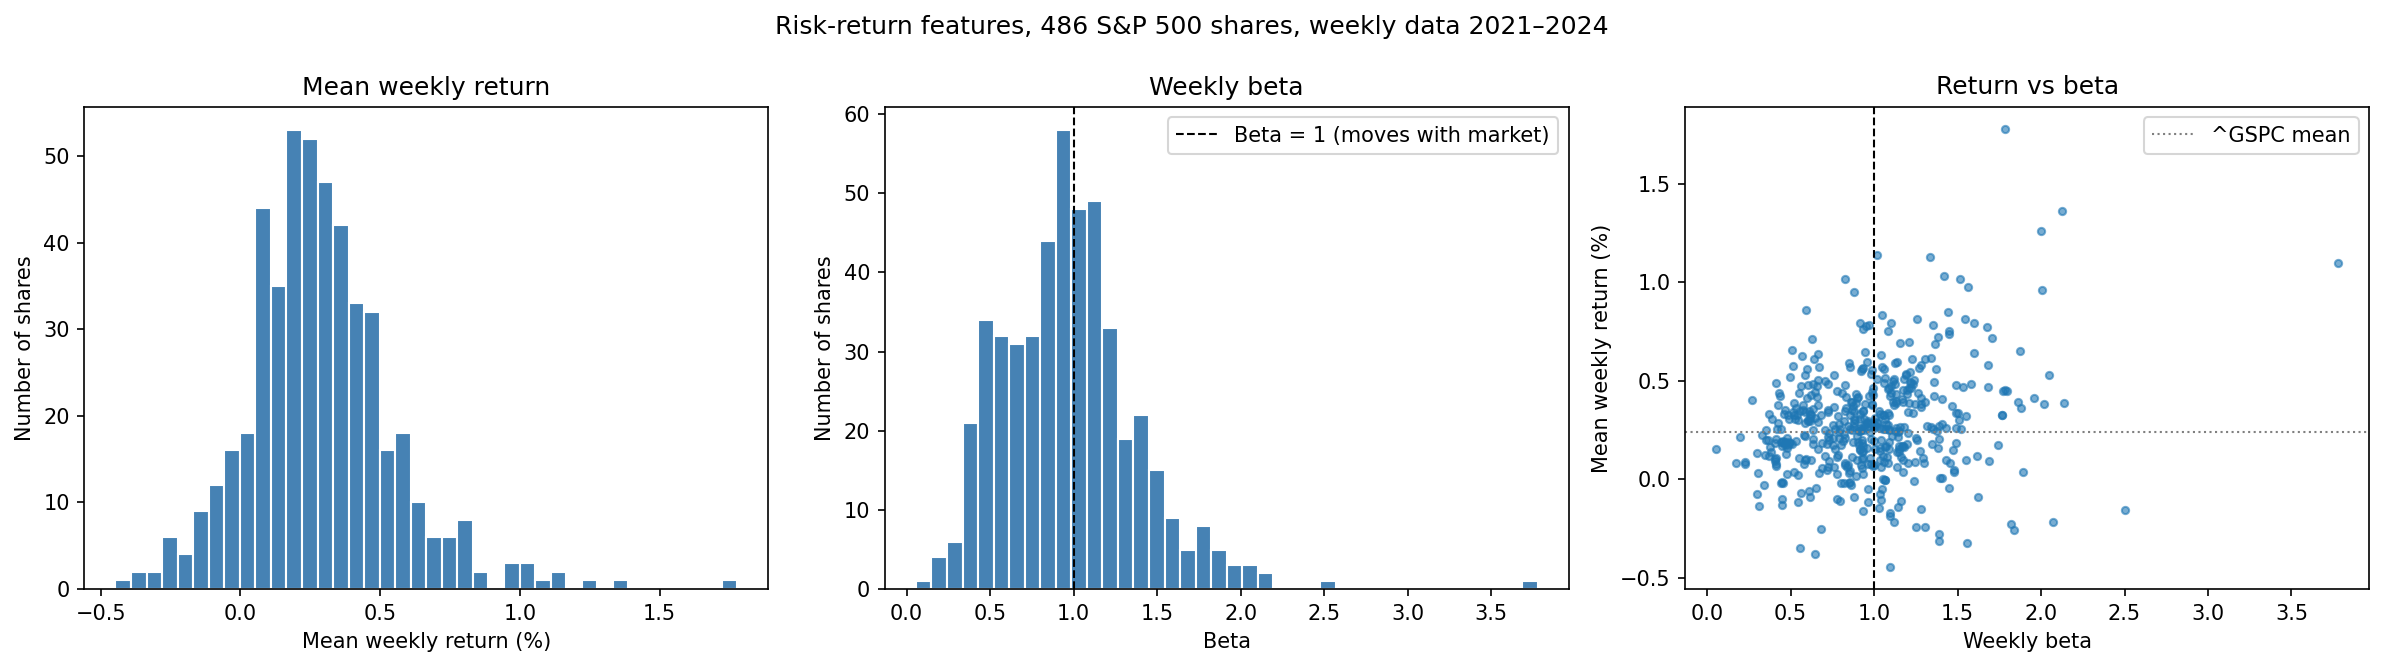 Risk-return features, 486 S&P 500 shares, weekly data 2021–2024
Mean weekly return
50
40
30
20
10
0
Number of shares
−0.5 0.0 0.5 1.0 1.5
Mean weekly return (%)
Weekly beta
Beta = 1 (moves with market)
60
50
40
30
20
10
0
Number of shares
0.0 0.5 1.0 1.5 2.0 2.5 3.0 3.5
Beta
Return vs beta
^GSPC mean
1.5
1.0
0.5
0.0
−0.5
Mean weekly return (%)
0.0 0.5 1.0 1.5 2.0 2.5 3.0 3.5
Weekly beta